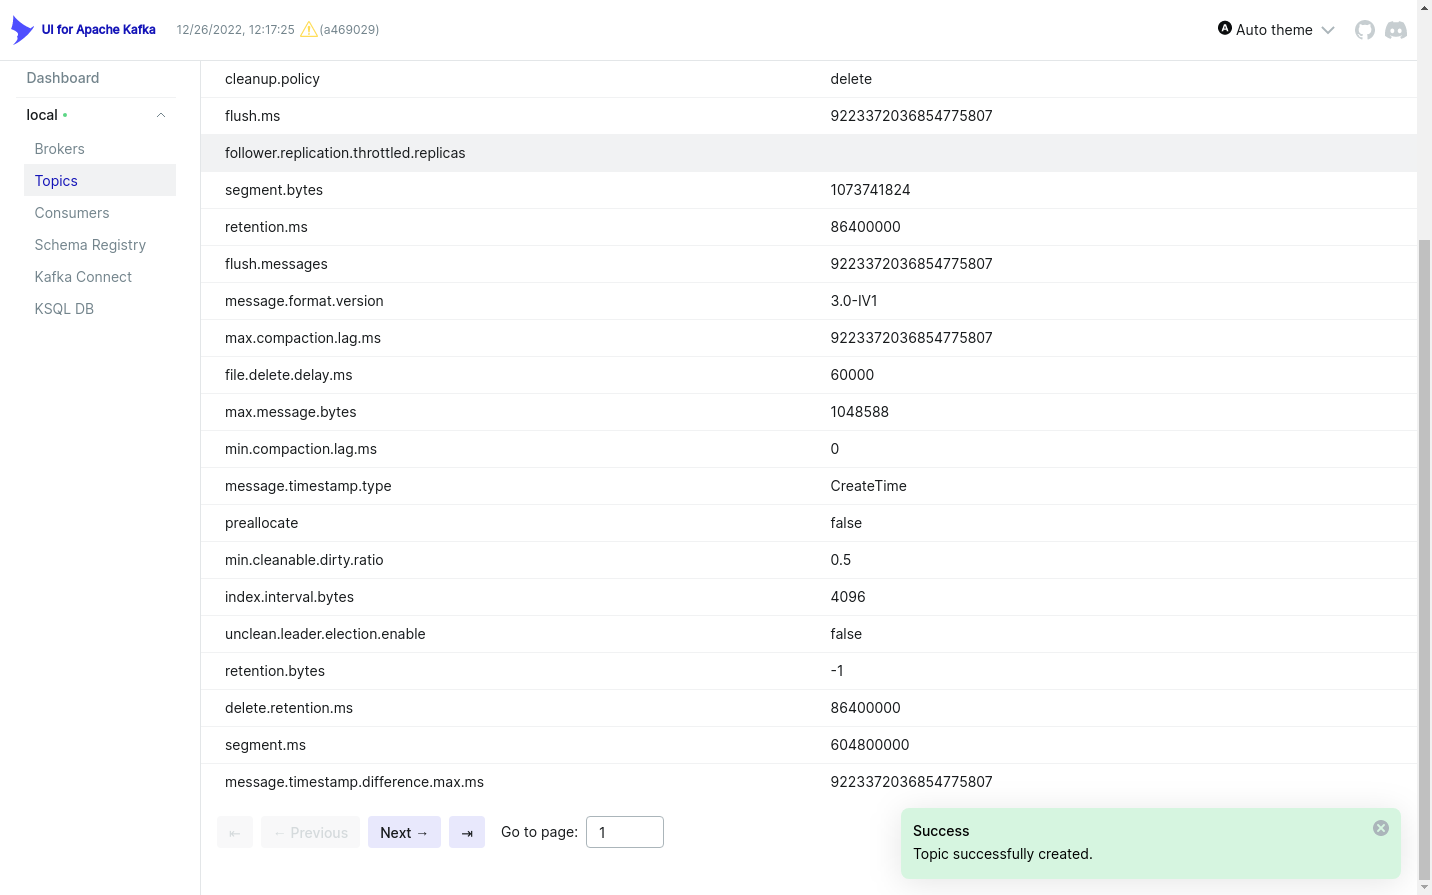 UI for Apache Kafka 12/26/2022, 12:17:25 (a469029) A Auto theme
Dashboard
local
Brokers
Topics
Consumers
Schema Registry
Kafka Connect
KSQL DB
cleanup.policy delete
flush.ms 9223372036854775807
follower.replication.throttled.replicas
segment.bytes 1073741824
retention.ms 86400000
flush.messages 9223372036854775807
message.format.version 3.0-IV1
max.compaction.lag.ms 9223372036854775807
file.delete.delay.ms 60000
max.message.bytes 1048588
min.compaction.lag.ms 0
message.timestamp.type CreateTime
preallocate false
min.cleanable.dirty.ratio 0.5
index.interval.bytes 4096
unclean.leader.election.enable false
retention.bytes -1
delete.retention.ms 86400000
segment.ms 604800000
message.timestamp.difference.max.ms 9223372036854775807
⇤ ← Previous Next → ⇥ Go to page: 1
Success
Topic successfully created.